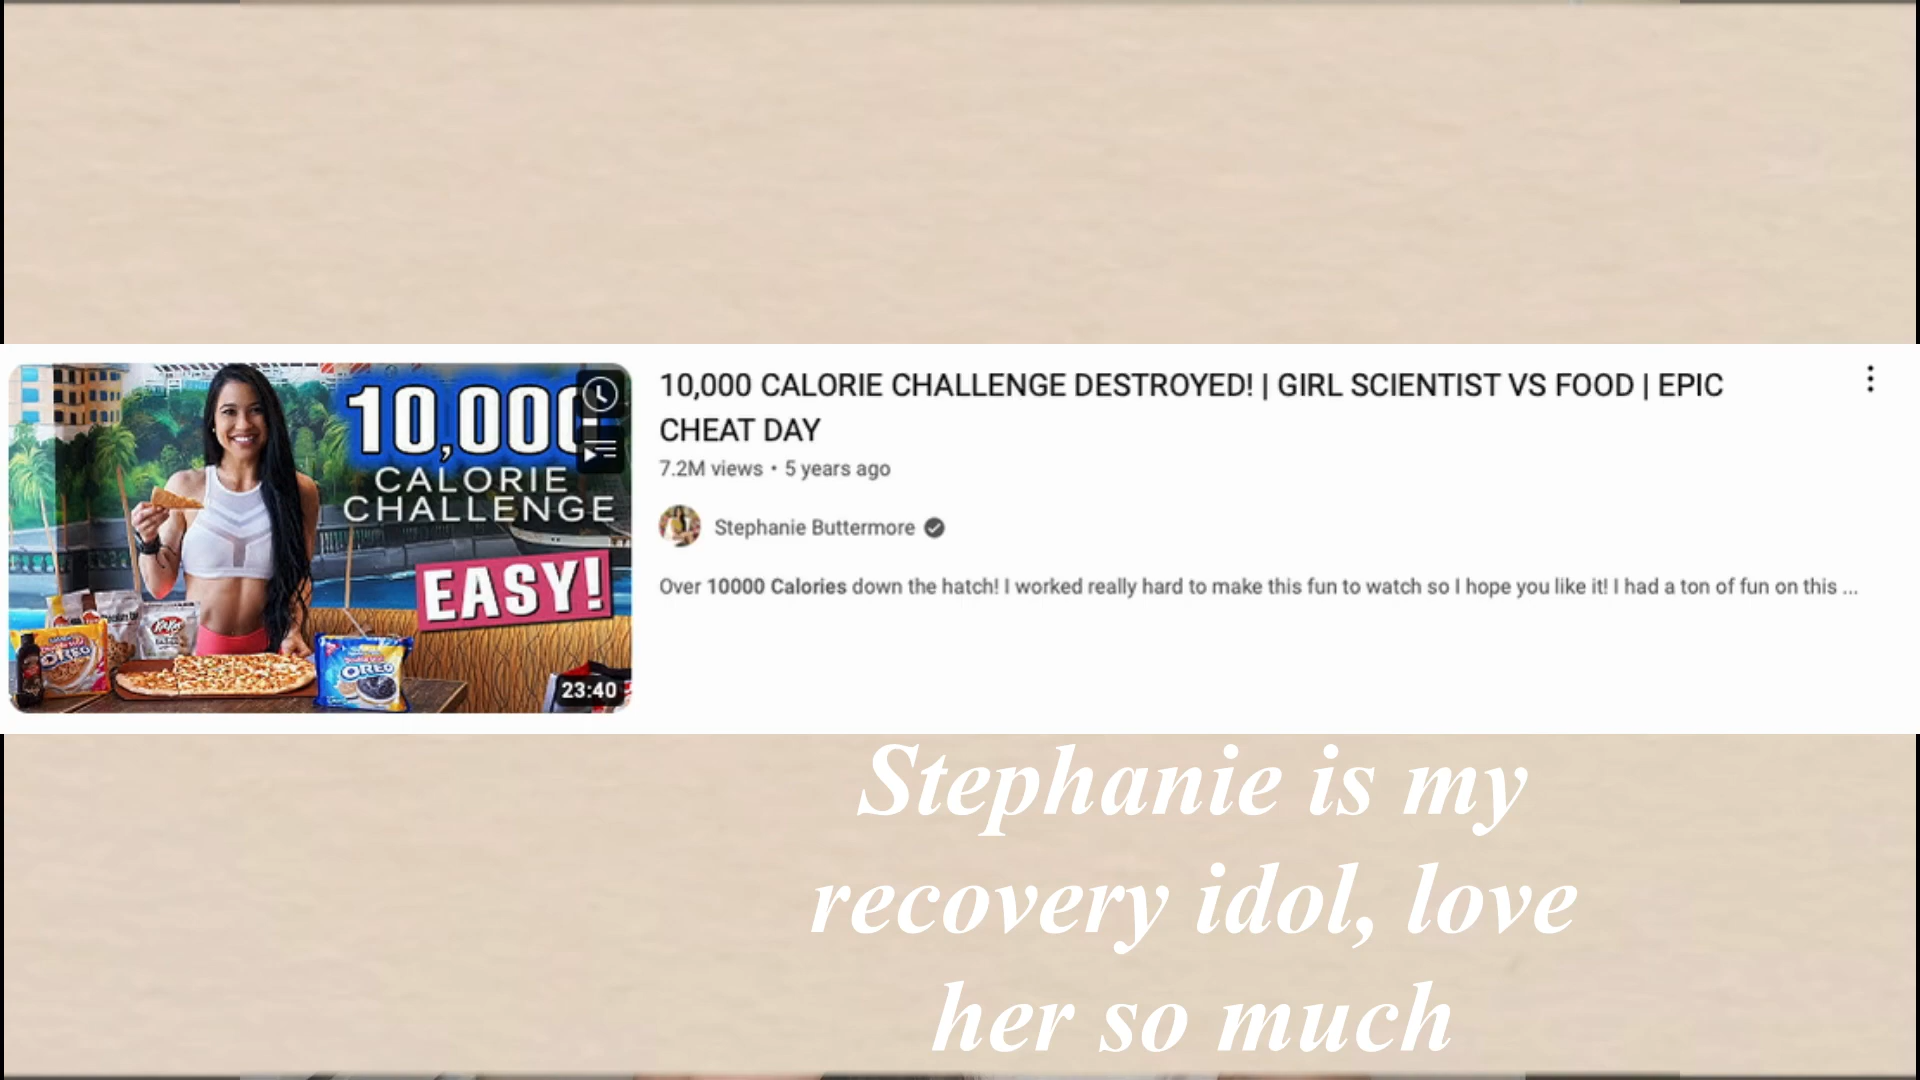 10,000
CALORIE
CHALLENGE
EASY!
OREO
KitKat
OREO
23:40
10,000 CALORIE CHALLENGE DESTROYED! | GIRL SCIENTIST VS FOOD | EPIC
CHEAT DAY
7.2M views • 5 years ago
Stephanie Buttermore
Over 10000 Calories down the hatch! I worked really hard to make this fun to watch so I hope you like it! I had a ton of fun on this ...
Stephanie is my
recovery idol, love
her so much